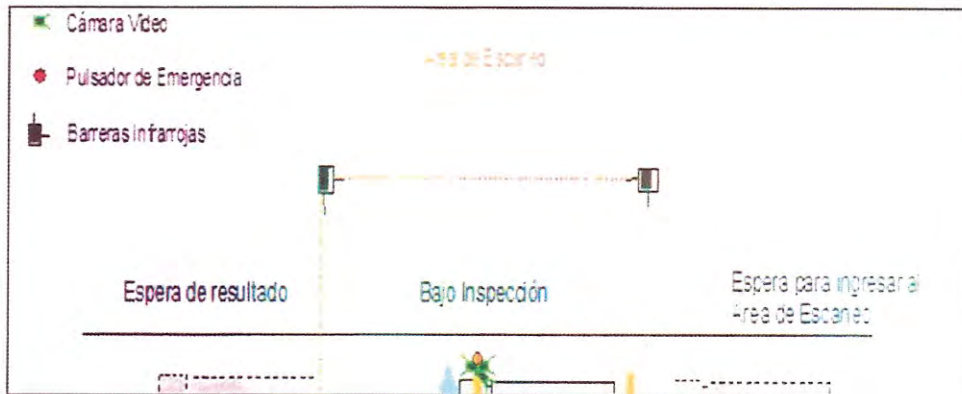 Cámara Video
Área de Escaneo
Pulsador de Emergencia
Barreras Infrarrojas
Espera de resultado
Bajo Inspección
Espera para ingresar al
Área de Escaneo